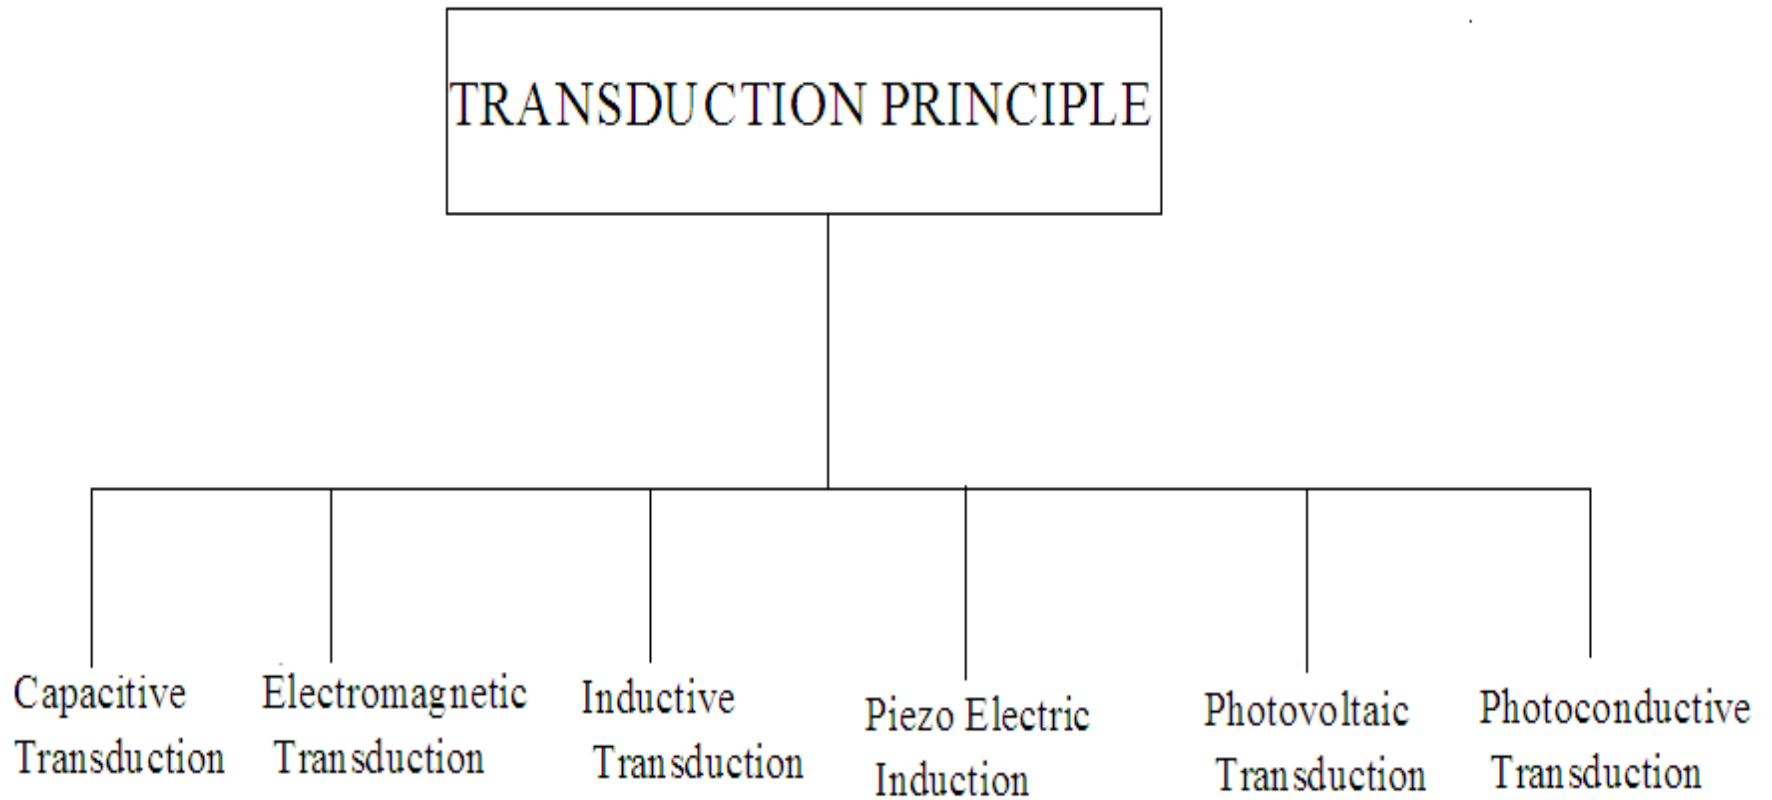 TRANSDUCTION PRINCIPLE
Capacitive
Transduction
Electromagnetic
Transduction
Inductive
Transduction
Piezo Electric
Induction
Photovoltaic
Transduction
Photoconductive
Transduction